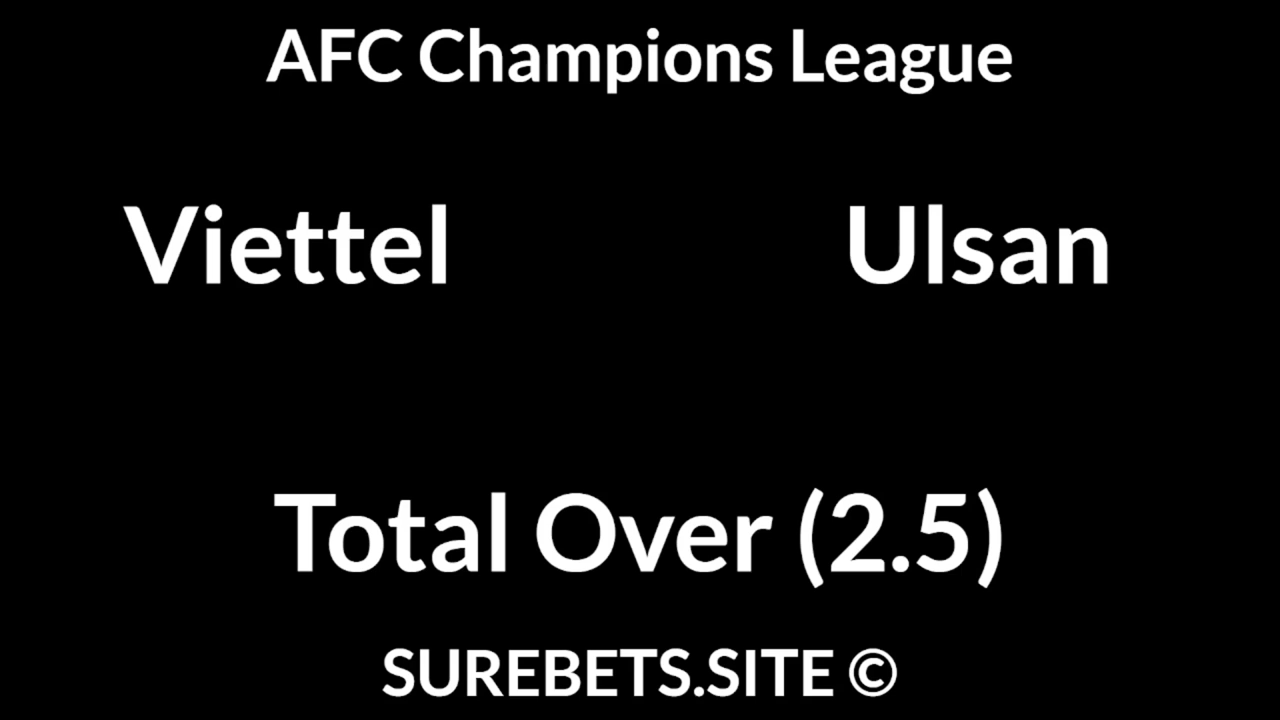 AFC Champions League
Viettel Ulsan
Total Over (2.5)
SUREBETS.SITE ©